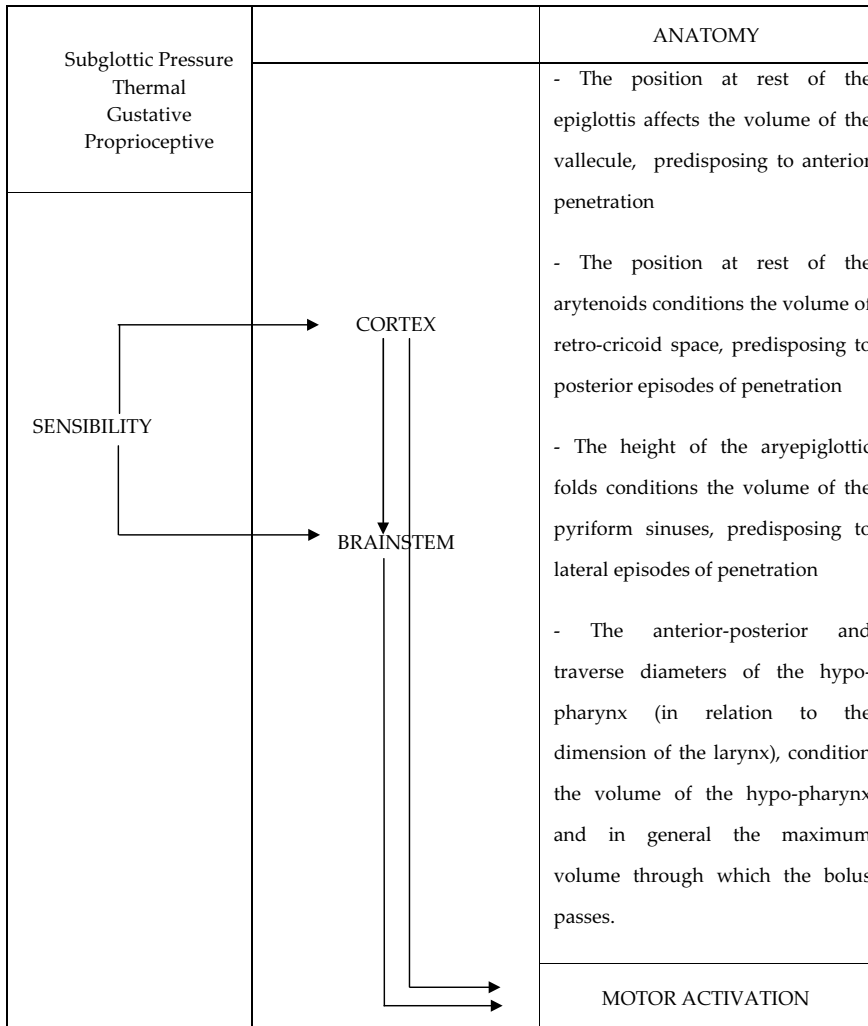 Subglottic Pressure
Thermal
Gustative
Proprioceptive
SENSIBILITY
CORTEX
BRAINSTEM
ANATOMY
- The position at rest of the
epiglottis affects the volume of the
vallecule, predisposing to anterior
penetration
- The position at rest of the
arytenoids conditions the volume of
retro-cricoid space, predisposing to
posterior episodes of penetration
- The height of the aryepiglottic
folds conditions the volume of the
pyriform sinuses, predisposing to
lateral episodes of penetration
- The anterior-posterior and
traverse diameters of the hypo-
pharynx (in relation to the
dimension of the larynx), condition
the volume of the hypo-pharynx
and in general the maximum
volume through which the bolus
passes.
MOTOR ACTIVATION